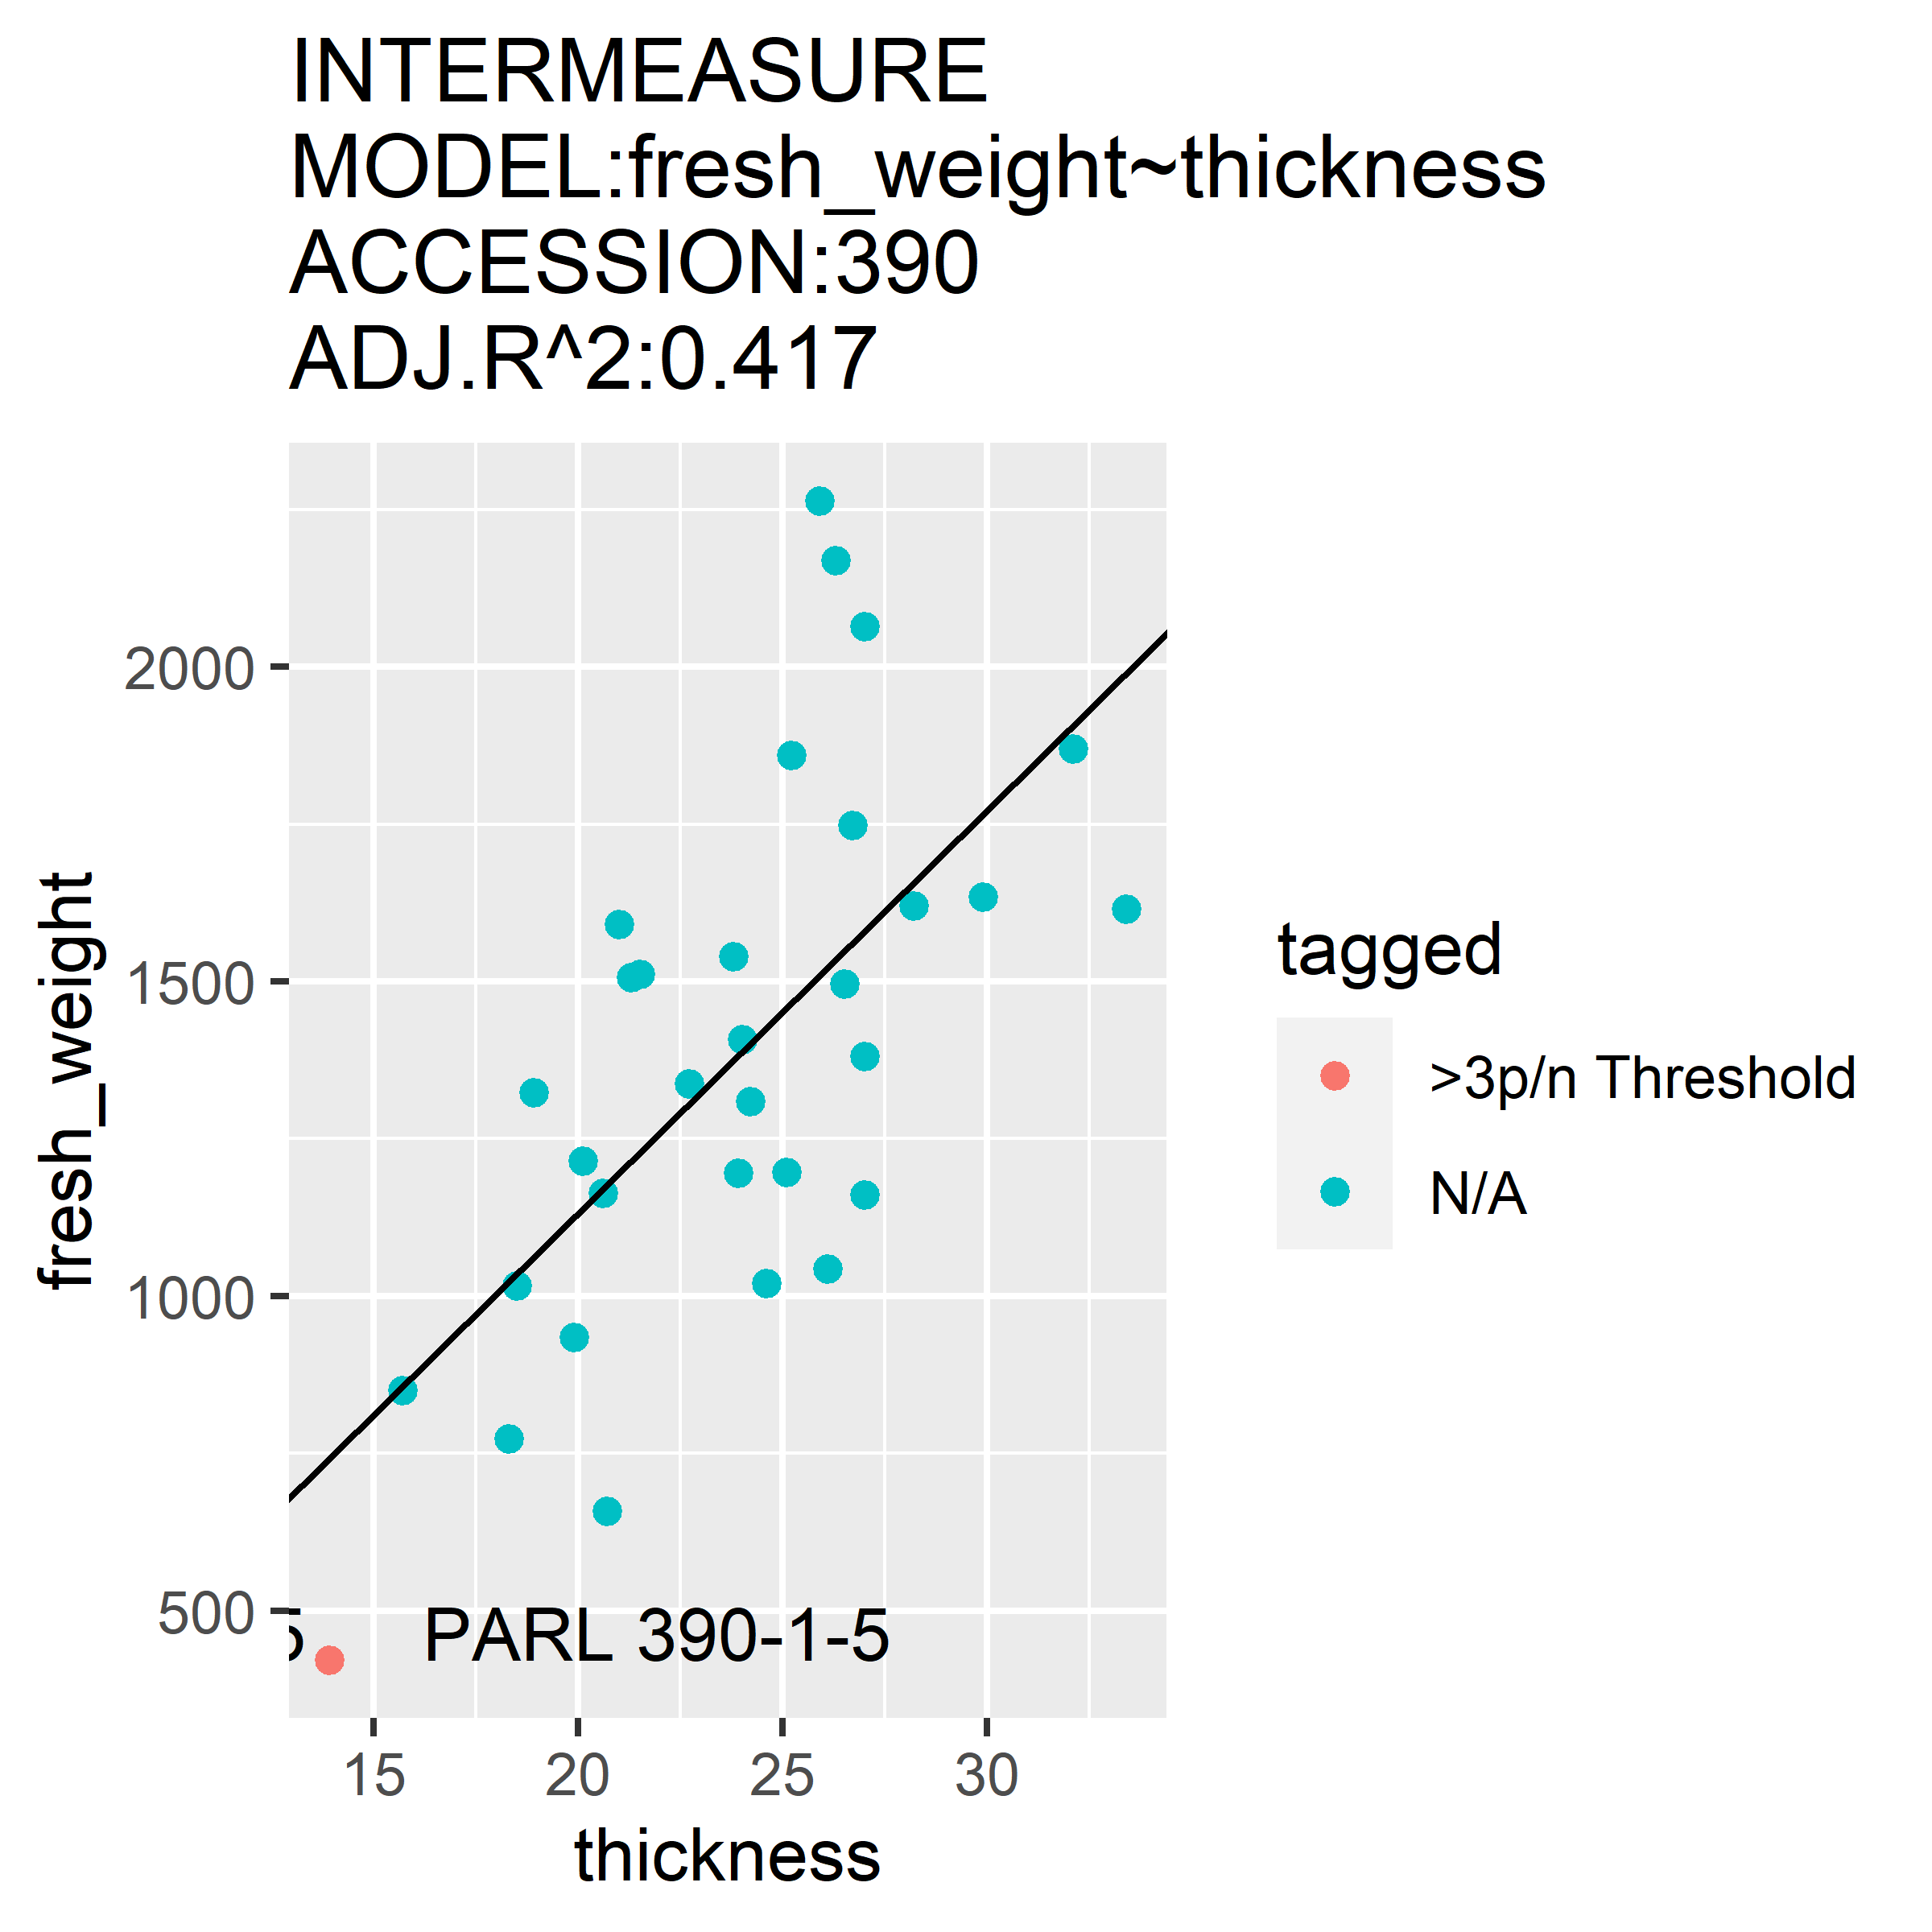 INTERMEASURE
MODEL:fresh_weight~thickness
ACCESSION:390
ADJ.R^2:0.417
fresh_weight
2000
1500
1000
500
5 PARL 390-1-5
15 20 25 30
thickness
tagged
>3p/n Threshold
N/A